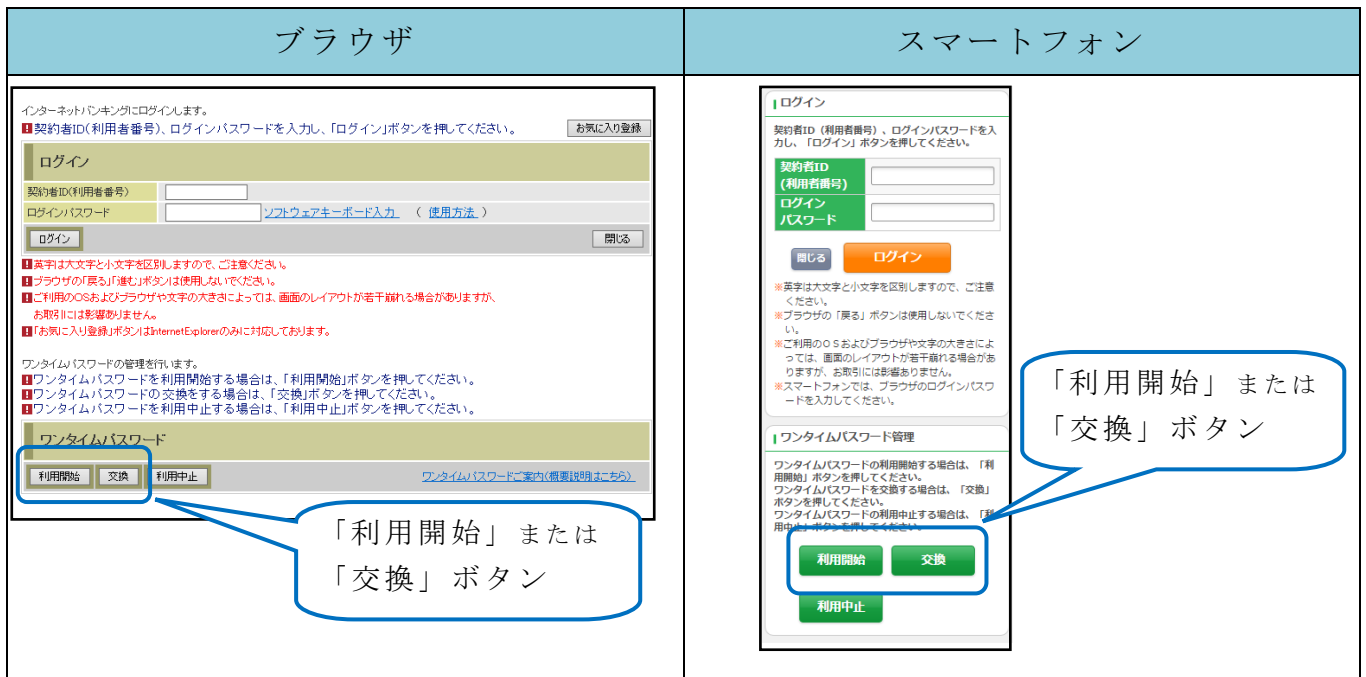 ブラウザ
スマートフォン
インターネットバンキングにログインします。
契約者ID(利用者番号)、ログインパスワードを入力し、「ログイン」ボタンを押してください。
お気に入り登録
ログイン
契約者ID(利用者番号)
ログインパスワード
ソフトウェアキーボード入力 （ 使用方法 ）
ログイン
閉じる
英字は大文字と小文字を区別しますので、ご注意ください。
ブラウザの「戻る」「進む」ボタンは使用しないでください。
ご利用のOSおよびブラウザや文字の大きさによっては、画面のレイアウトが若干崩れる場合がありますが、
お取引には影響ありません。
「お気に入り登録」ボタンはInternetExplorerのみに対応しております。
ワンタイムパスワードの管理を行います。
ワンタイムパスワードを利用開始する場合は、「利用開始」ボタンを押してください。
ワンタイムパスワードの交換をする場合は、「交換」ボタンを押してください。
ワンタイムパスワードを利用中止する場合は、「利用中止」ボタンを押してください。
ワンタイムパスワード
利用開始 交換 利用中止
ワンタイムパスワードご案内(概要説明はこちら)
「利用開始」または
「交換」ボタン
ログイン
契約者ID（利用者番号）、ログインパスワードを入
力し、「ログイン」ボタンを押してください。
契約者ID
(利用者番号)
ログイン
パスワード
閉じる ログイン
※英字は大文字と小文字を区別しますので、ご注意
ください。
※ブラウザの「戻る」ボタンは使用しないでくださ
い。
※ご利用のＯＳおよびブラウザや文字の大きさによ
っては、画面のレイアウトが若干崩れる場合があ
りますが、お取引には影響ありません。
※スマートフォンでは、ブラウザのログインパスワ
ードを入力してください。
ワンタイムパスワード管理
ワンタイムパスワードの利用開始する場合は、「利
用開始」ボタンを押してください。
ワンタイムパスワードを交換する場合は、「交換」
ボタンを押してください。
ワンタイムパスワードの利用中止する場合は、「利
用中止」ボタンを押してください。
利用開始 交換
利用中止
「利用開始」または
「交換」ボタン